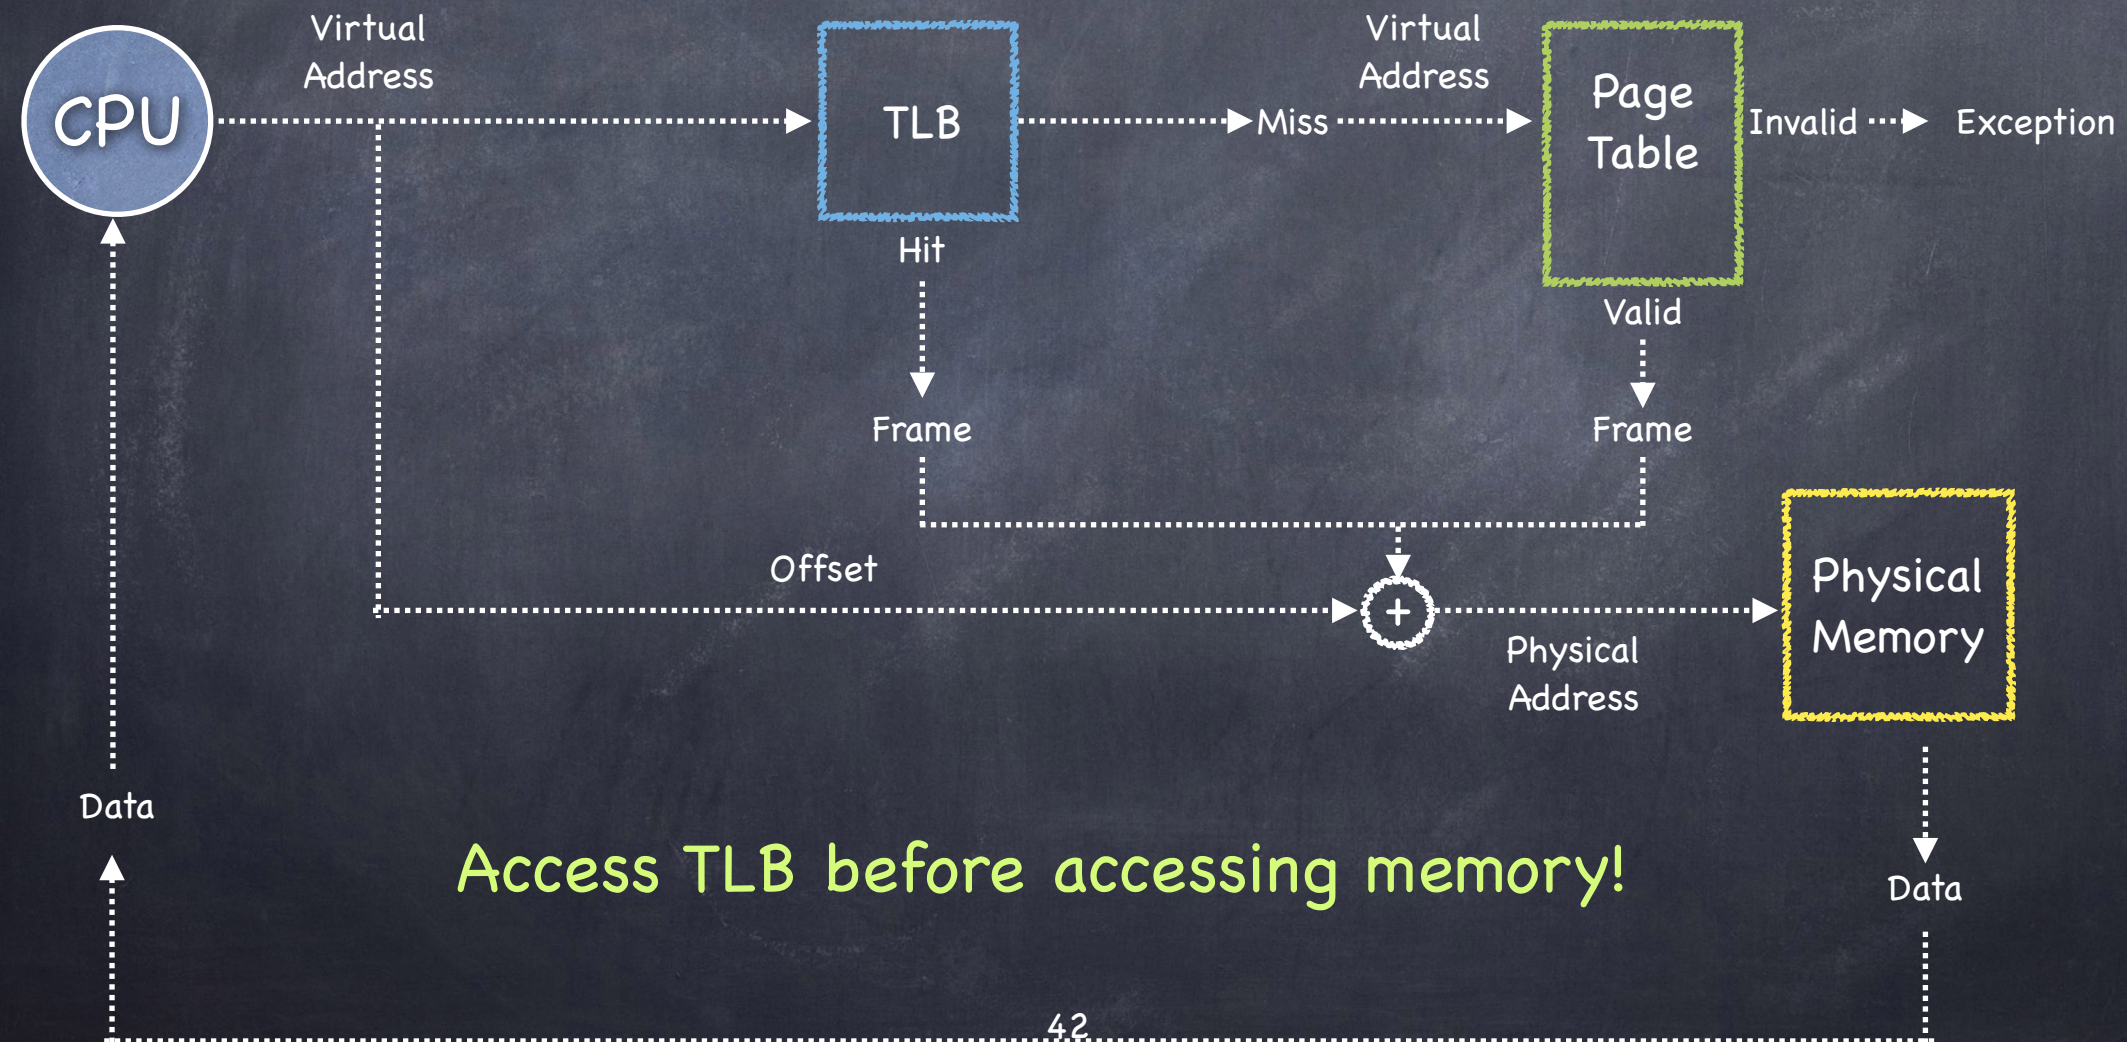 Virtual
Address
Virtual
Address
CPU
TLB
Miss
Page
Table
Invalid
Exception
Hit
Valid
Frame
Frame
Offset
+
Physical
Address
Physical
Memory
Data
Access TLB before accessing memory!
Data
42